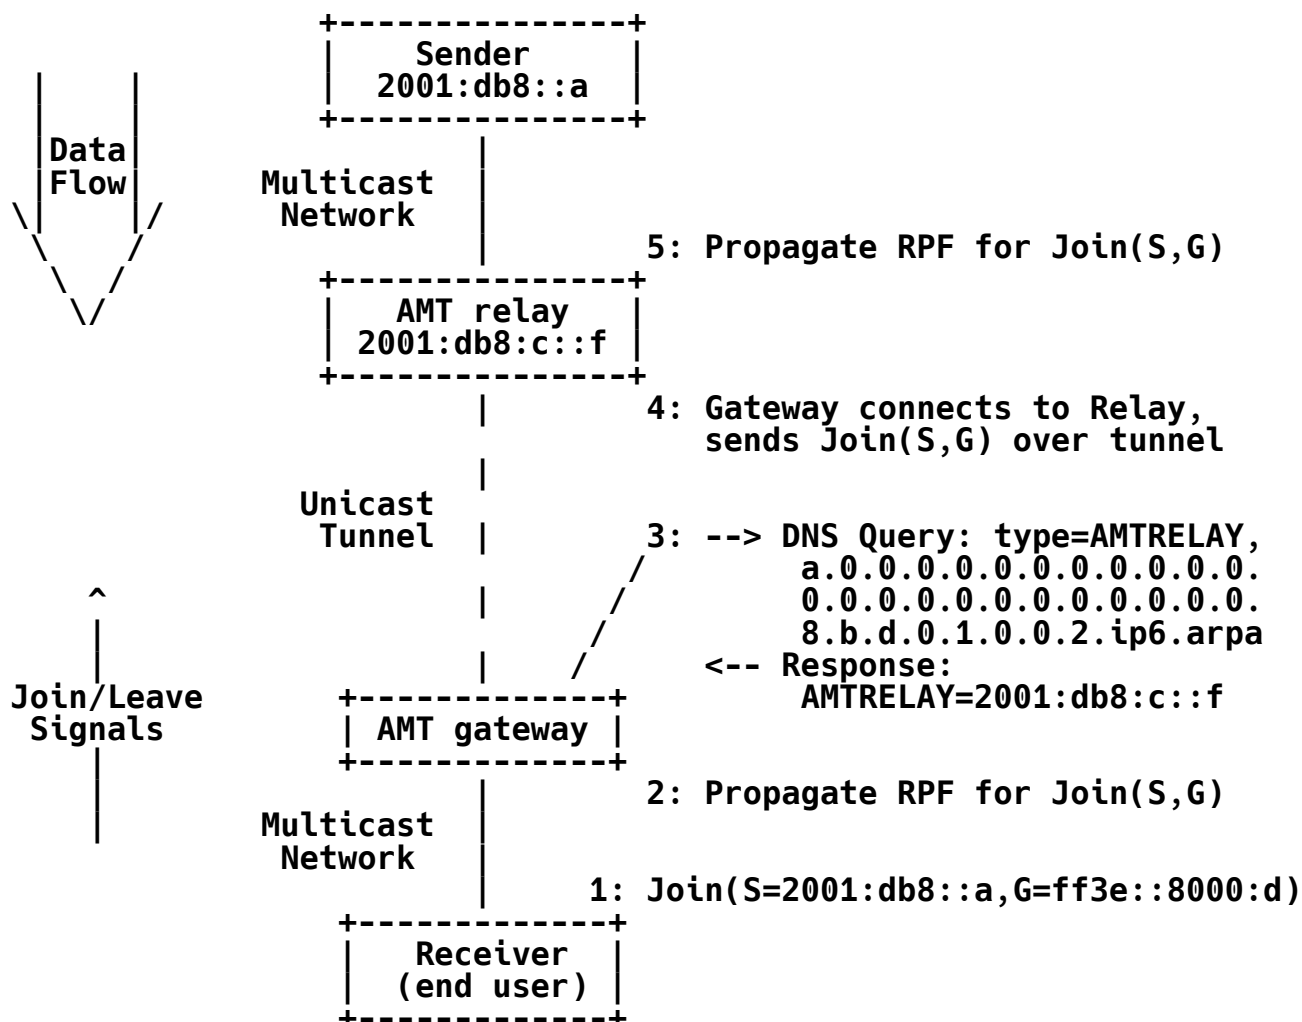 Sender
2001:db8::a
Data
Flow
Multicast
Network
5: Propagate RPF for Join(S,G)
AMT relay
2001:db8:c::f
4: Gateway connects to Relay,
sends Join(S,G) over tunnel
Unicast
Tunnel
3: --> DNS Query: type=AMTRELAY,
a.0.0.0.0.0.0.0.0.0.0.0.
0.0.0.0.0.0.0.0.0.0.0.0.
8.b.d.0.1.0.0.2.ip6.arpa
<-- Response:
AMTRELAY=2001:db8:c::f
Join/Leave
Signals
AMT gateway
2: Propagate RPF for Join(S,G)
Multicast
Network
1: Join(S=2001:db8::a,G=ff3e::8000:d)
Receiver
(end user)